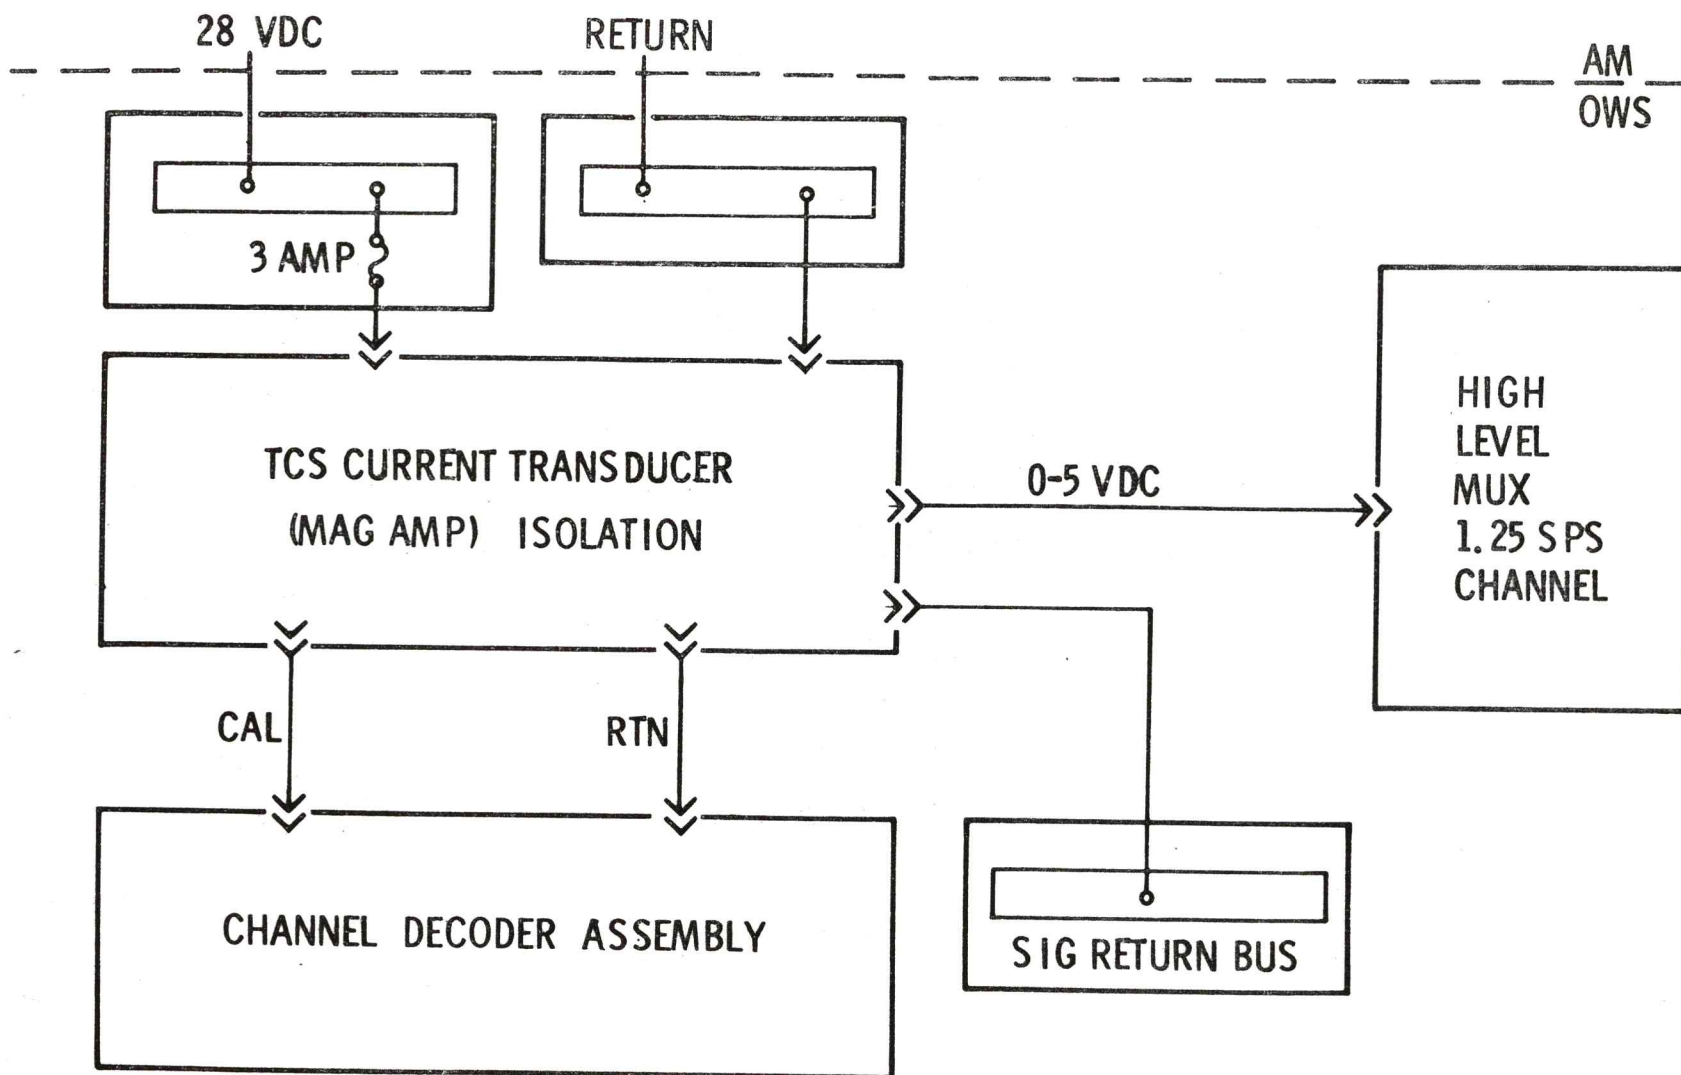 28 VDC
RETURN
AM
OWS
3 AMP
HIGH
LEVEL
MUX
1.25 SPS
CHANNEL
TCS CURRENT TRANSDUCER
(MAG AMP) ISOLATION
0-5 VDC
CAL
RTN
CHANNEL DECODER ASSEMBLY
SIG RETURN BUS